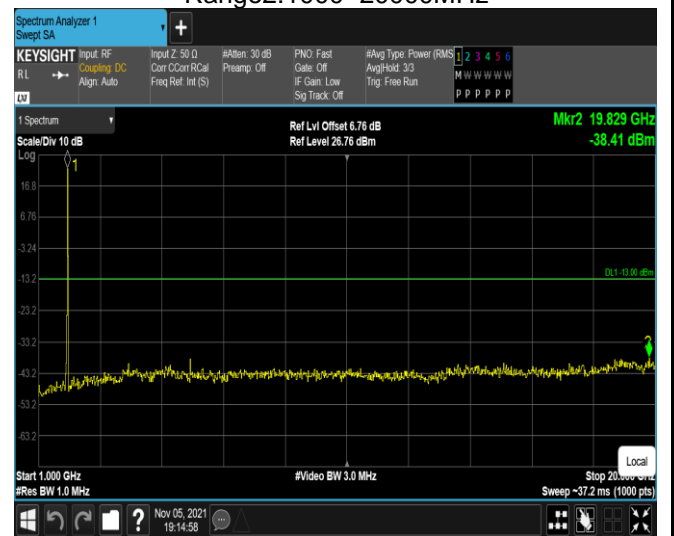 Range2:1000~20000MHz
Spectrum Analyzer 1
Swept SA
+
KEYSIGHT
RL
LXI
Input: RF
Coupling: DC
Align: Auto
Input Z: 50 Ω
Corr CCorr RCal
Freq Ref: Int (S)
#Atten: 30 dB
Preamp: Off
PNO: Fast
Gate: Off
IF Gain: Low
Sig Track: Off
#Avg Type: Power (RMS
Avg|Hold: 3/3
Trig: Free Run
1 2 3 4 5 6
M W W W W W
P P P P P P
1 Spectrum
Scale/Div 10 dB
Ref Lvl Offset 6.76 dB
Ref Level 26.76 dBm
Mkr2 19.829 GHz
-38.41 dBm
Log
1
16.8
6.76
-3.24
-13.2
DL1 -13.00 dBm
-23.2
-33.2
2
-43.2
-53.2
-63.2
Local
Start 1.000 GHz
#Video BW 3.0 MHz
#Res BW 1.0 MHz
Sweep ~37.2 ms (1000 pts)
?
Nov 05, 2021
19:14:58